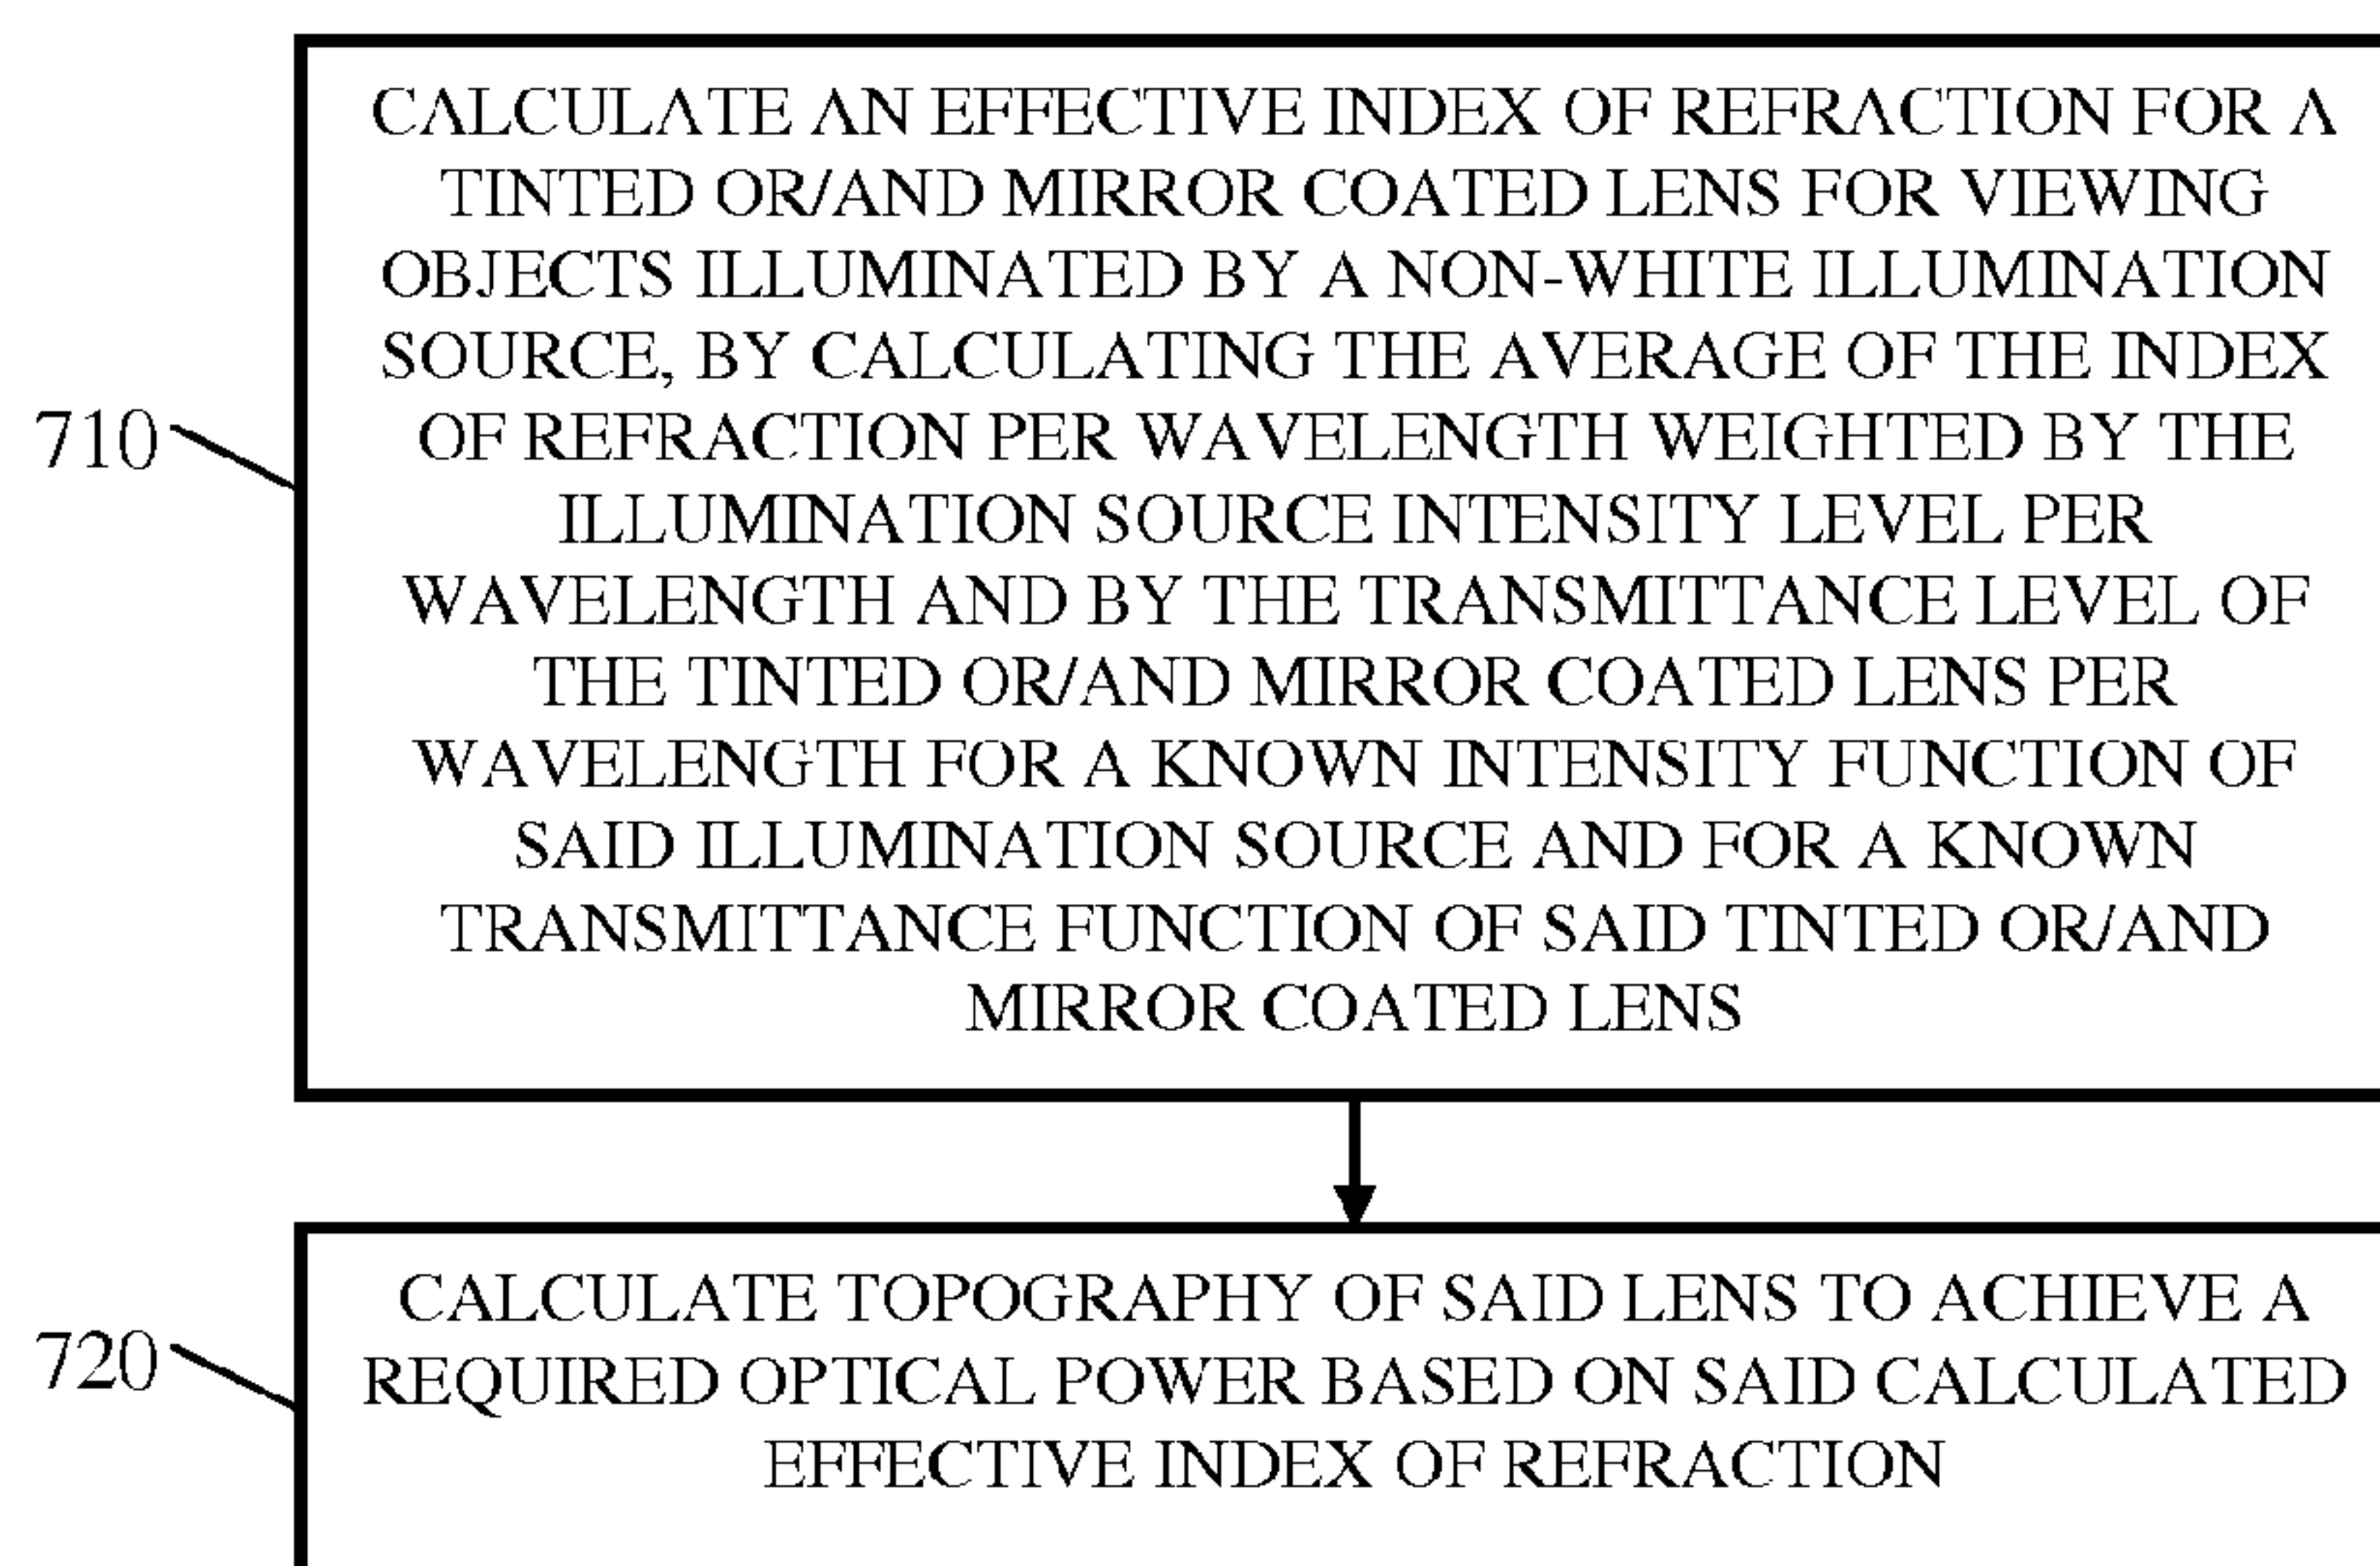 CALCULATE AN EFFECTIVE INDEX OF REFRACTION FOR A
TINTED OR/AND MIRROR COATED LENS FOR VIEWING
OBJECTS ILLUMINATED BY A NON-WHITE ILLUMINATION
SOURCE, BY CALCULATING THE AVERAGE OF THE INDEX
OF REFRACTION PER WAVELENGTH WEIGHTED BY THE
ILLUMINATION SOURCE INTENSITY LEVEL PER
WAVELENGTH AND BY THE TRANSMITTANCE LEVEL OF
THE TINTED OR/AND MIRROR COATED LENS PER
WAVELENGTH FOR A KNOWN INTENSITY FUNCTION OF
SAID ILLUMINATION SOURCE AND FOR A KNOWN
TRANSMITTANCE FUNCTION OF SAID TINTED OR/AND
MIRROR COATED LENS
710
CALCULATE TOPOGRAPHY OF SAID LENS TO ACHIEVE A
REQUIRED OPTICAL POWER BASED ON SAID CALCULATED
EFFECTIVE INDEX OF REFRACTION
720